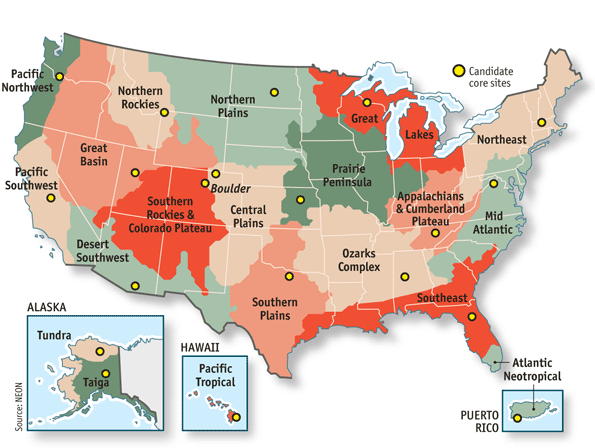 Pacific
Northwest
Northern
Rockies
Northern
Plains
Candidate
core sites
Great
Lakes
Northeast
Great
Basin
Pacific
Southwest
Boulder
Prairie
Peninsula
Southern
Rockies &
Colorado Plateau
Central
Plains
Appalachians
& Cumberland
Plateau
Mid
Atlantic
Desert
Southwest
Ozarks
Complex
Southern
Plains
Southeast
ALASKA
Tundra
Taiga
HAWAII
Pacific
Tropical
Atlantic
Neotropical
PUERTO
RICO
Source: NEON